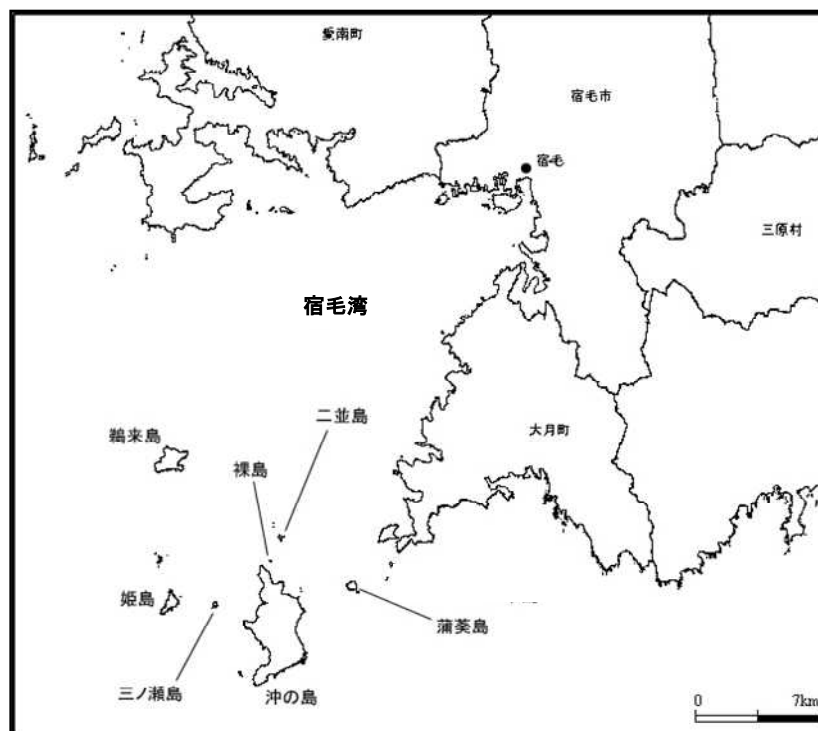 愛南町
宿毛市
宿毛
三原村
宿毛湾
二並島
鵜来島
裸島
大月町
姫島
蒲葵島
三ノ瀬島
沖の島
0 7km